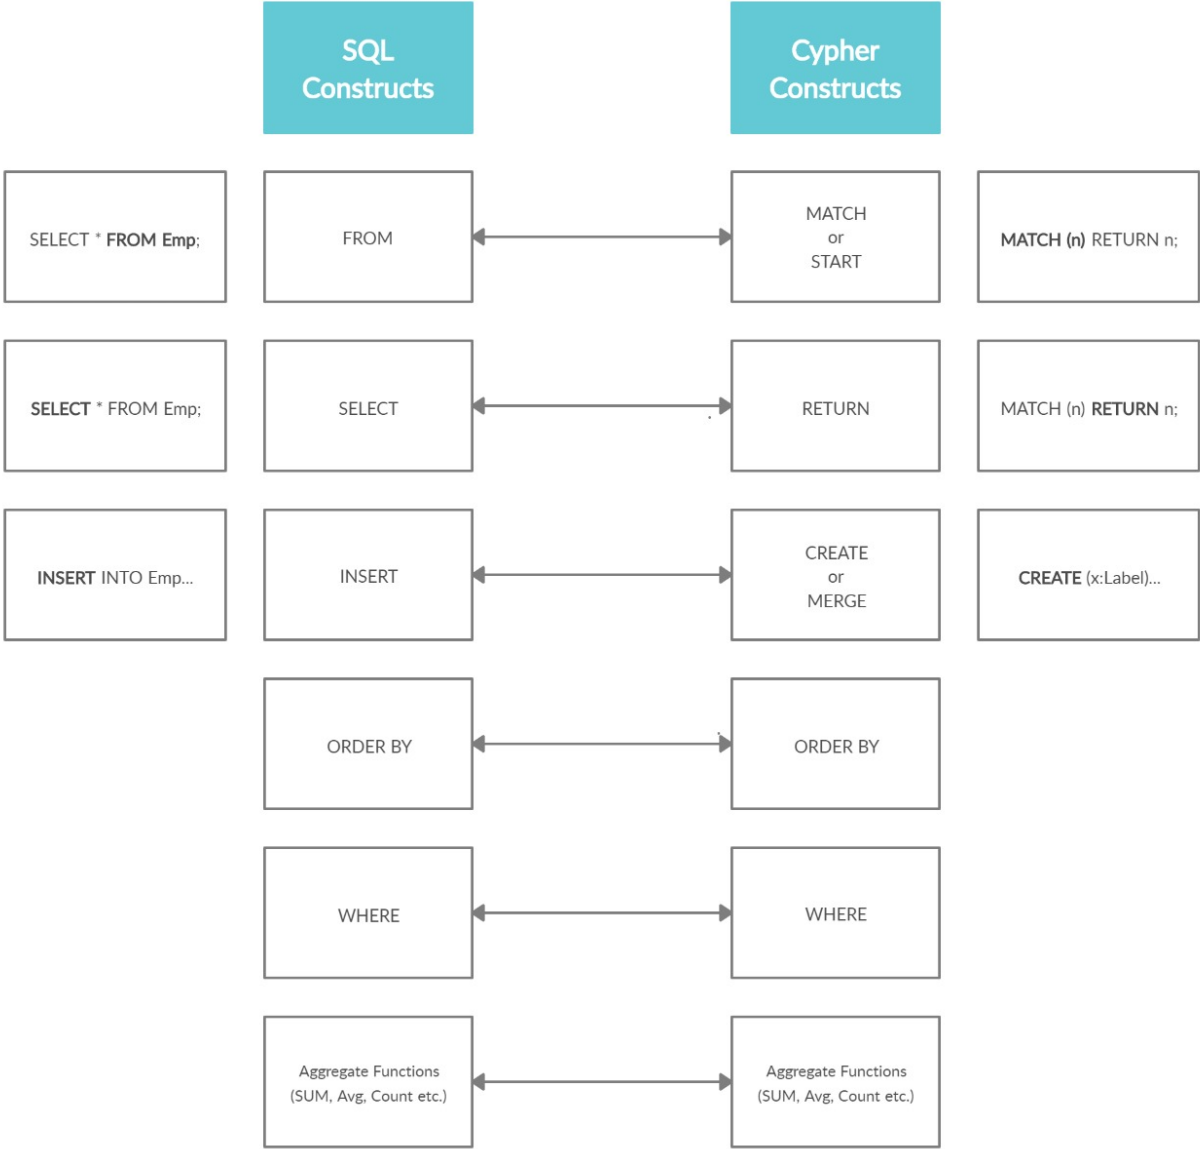 SQL
Constructs
Cypher
Constructs
SELECT * FROM Emp;
FROM
MATCH
or
START
MATCH (n) RETURN n;
SELECT * FROM Emp;
SELECT
RETURN
MATCH (n) RETURN n;
INSERT INTO Emp...
INSERT
CREATE
or
MERGE
CREATE (x:Label)...
ORDER BY
ORDER BY
WHERE
WHERE
Aggregate Functions
(SUM, Avg, Count etc.)
Aggregate Functions
(SUM, Avg, Count etc.)